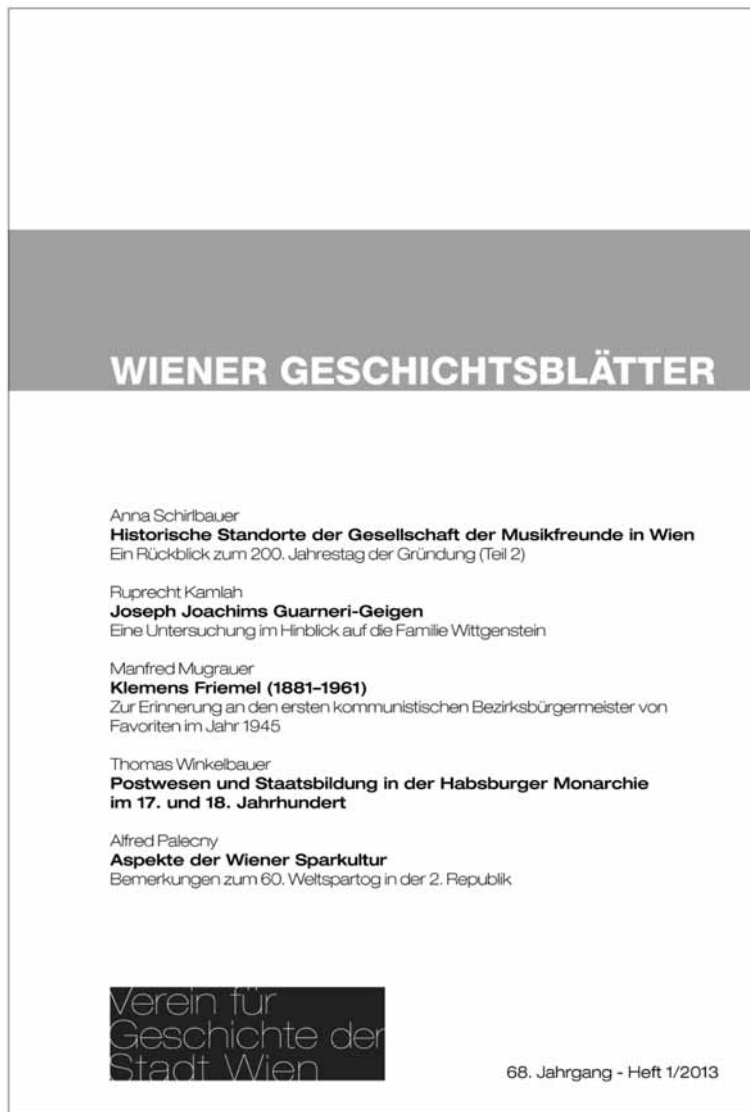 WIENER GESCHICHTSBLÄTTER
Anna Schirlbauer
Historische Standorte der Gesellschaft der Musikfreunde in Wien
Ein Rückblick zum 200. Jahrestag der Gründung (Teil 2)
Ruprecht Kamlah
Joseph Joachims Guarneri-Geigen
Eine Untersuchung im Hinblick auf die Familie Wittgenstein
Manfred Mugrauer
Klemens Friemel (1881–1961)
Zur Erinnerung an den ersten kommunistischen Bezirksbürgermeister von
Favoriten im Jahr 1945
Thomas Winkelbauer
Postwesen und Staatsbildung in der Habsburger Monarchie
im 17. und 18. Jahrhundert
Alfred Palecny
Aspekte der Wiener Sparkultur
Bemerkungen zum 60. Weltspartog in der 2. Republik
Verein für
Geschichte der
Stadt Wien
68. Jahrgang - Heft 1/2013